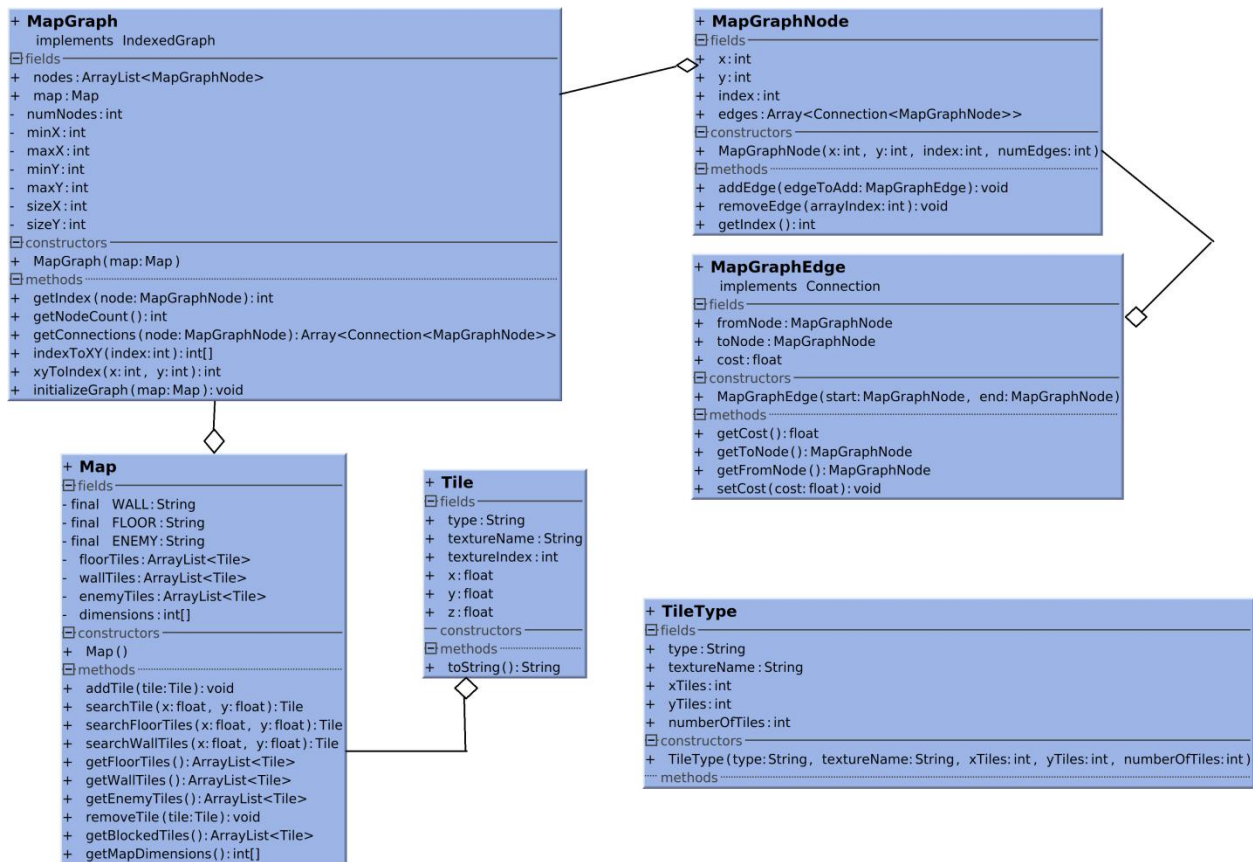 + MapGraph
implements IndexedGraph
fields
+ nodes:ArrayList<MapGraphNode>
+ map:Map
- numNodes:int
- minX:int
- maxX:int
- minY:int
- maxY:int
- sizeX:int
- sizeY:int
constructors
+ MapGraph(map:Map)
methods
+ getIndex(node:MapGraphNode):int
+ getNodeCount():int
+ getConnections(node:MapGraphNode):Array<Connection<MapGraphNode>>
+ indexToXY(index:int):int[]
+ xyToIndex(x:int, y:int):int
+ initializeGraph(map:Map):void
+ MapGraphNode
fields
+ x:int
+ y:int
+ index:int
+ edges:Array<Connection<MapGraphNode>>
constructors
+ MapGraphNode(x:int, y:int, index:int, numEdges:int)
methods
+ addEdge(edgeToAdd:MapGraphEdge):void
+ removeEdge(arrayIndex:int):void
+ getIndex():int
+ MapGraphEdge
implements Connection
fields
+ fromNode:MapGraphNode
+ toNode:MapGraphNode
+ cost:float
constructors
+ MapGraphEdge(start:MapGraphNode, end:MapGraphNode)
methods
+ getCost():float
+ getToNode():MapGraphNode
+ getFromNode():MapGraphNode
+ setCost(cost:float):void
+ Map
fields
- final WALL:String
- final FLOOR:String
- final ENEMY:String
- floorTiles:ArrayList<Tile>
- wallTiles:ArrayList<Tile>
- enemyTiles:ArrayList<Tile>
- dimensions:int[]
constructors
+ Map()
methods
+ addTile(tile:Tile):void
+ searchTile(x:float, y:float):Tile
+ searchFloorTiles(x:float, y:float):Tile
+ searchWallTiles(x:float, y:float):Tile
+ getFloorTiles():ArrayList<Tile>
+ getWallTiles():ArrayList<Tile>
+ getEnemyTiles():ArrayList<Tile>
+ removeTile(tile:Tile):void
+ getBlockedTiles():ArrayList<Tile>
+ getMapDimensions():int[]
+ Tile
fields
+ type:String
+ textureName:String
+ textureIndex:int
+ x:float
+ y:float
+ z:float
constructors
methods
+ toString():String
+ TileType
fields
+ type:String
+ textureName:String
+ xTiles:int
+ yTiles:int
+ numberOfTiles:int
constructors
+ TileType(type:String, textureName:String, xTiles:int, yTiles:int, numberOfTiles:int)
methods